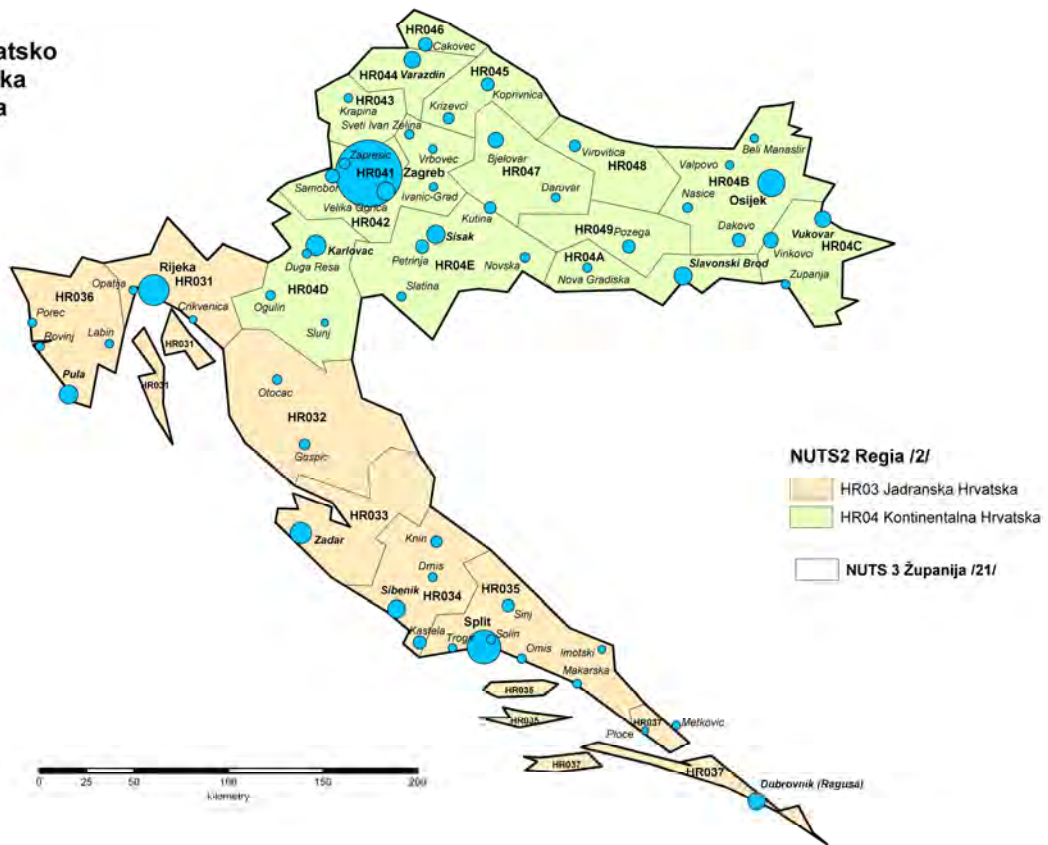 HR046
Cakovec
HR044
Varazdin
HR045
Koprivnica
HR043
Krapina
Krizevci
Sveti Ivan Zelina
Vrbovec
Bjelovar
Virovitica
HR048
HR047
Beli Manastir
Valpovo
HR04B
Osijek
Zapresic
HR041
Zagreb
Samobor
Ivanic-Grad
Daruvar
Nasice
Velika Gorica
HR042
Kutina
Vukovar
HR04C
Karlovac
Duga Resa
Sisak
Petrinja
HR04E
Novska
HR049
Pozega
HR04A
Nova Gradiska
Dakovo
Vinkovci
Slavonski Brod
Zupanja
Slatina
HR04D
Ogulin
Slunj
Rijeka
HR031
Opatija
HR036
Porec
Rovinj
Labin
Crikvenica
HR031
HR031
Pula
Otocac
HR032
Gospic
HR033
Zadar
Knin
Drnis
HR034
HR035
Sibenik
Sinj
Split
Solin
Kastela
Trogir
Omis
Imotski
Makarska
HR035
HR035
HR037
Metkovic
Ploce
HR037
HR037
Dobrovnik (Ragusa)
NUTS2 Regia /2/
HR03 Jadranska Hrvatska
HR04 Kontinentalna Hrvatska
NUTS 3 Županija /21/
0 25 50 100 150 200
kilometry